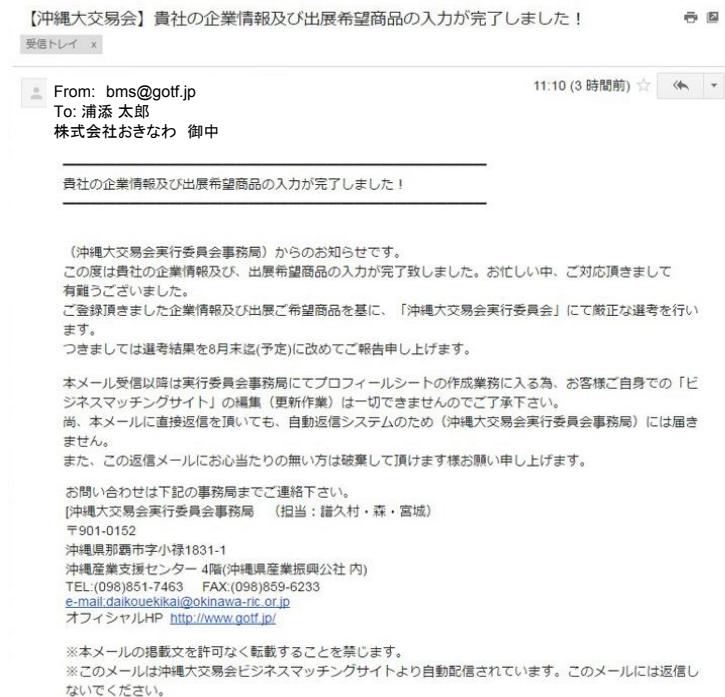 【沖縄大交易会】貴社の企業情報及び出展希望商品の入力が完了しました！
受信トレイ x
From: bms@gotf.jp
11:10 (3 時間前)
To: 浦添 太郎
株式会社おきなわ 御中
貴社の企業情報及び出展希望商品の入力が完了しました！
（沖縄大交易会実行委員会事務局）からのお知らせです。
この度は貴社の企業情報及び、出展希望商品の入力が完了致しました。お忙しい中、ご対応頂きまして
有難うございました。
ご登録頂きました企業情報及び出展ご希望商品を基に、「沖縄大交易会実行委員会」にて厳正な選考を行い
ます。
つきましては選考結果を8月末迄(予定)に改めてご報告申し上げます。
本メール受信以降は実行委員会事務局にてプロフィールシートの作成業務に入る為、お客様ご自身での「ビ
ジネスマッチングサイト」の編集（更新作業）は一切できませんのでご了承下さい。
尚、本メールに直接返信を頂いても、自動返信システムのため（沖縄大交易会実行委員会事務局）には届き
ません。
また、この返信メールにお心当たりの無い方は破棄して頂けます様お願い申し上げます。
お問い合わせは下記の事務局までご連絡下さい。
[沖縄大交易会実行委員会事務局 （担当：譜久村・森・宮城）
〒901-0152
沖縄県那覇市字小禄1831-1
沖縄産業支援センター 4階(沖縄県産業振興公社 内)
TEL:(098)851-7463 FAX:(098)859-6233
e-mail:daikouekikai@okinawa-ric.or.jp
オフィシャルHP http://www.gotf.jp/
※本メールの掲載文を許可なく転載することを禁じます。
※このメールは沖縄大交易会ビジネスマッチングサイトより自動配信されています。このメールには返信し
ないでください。